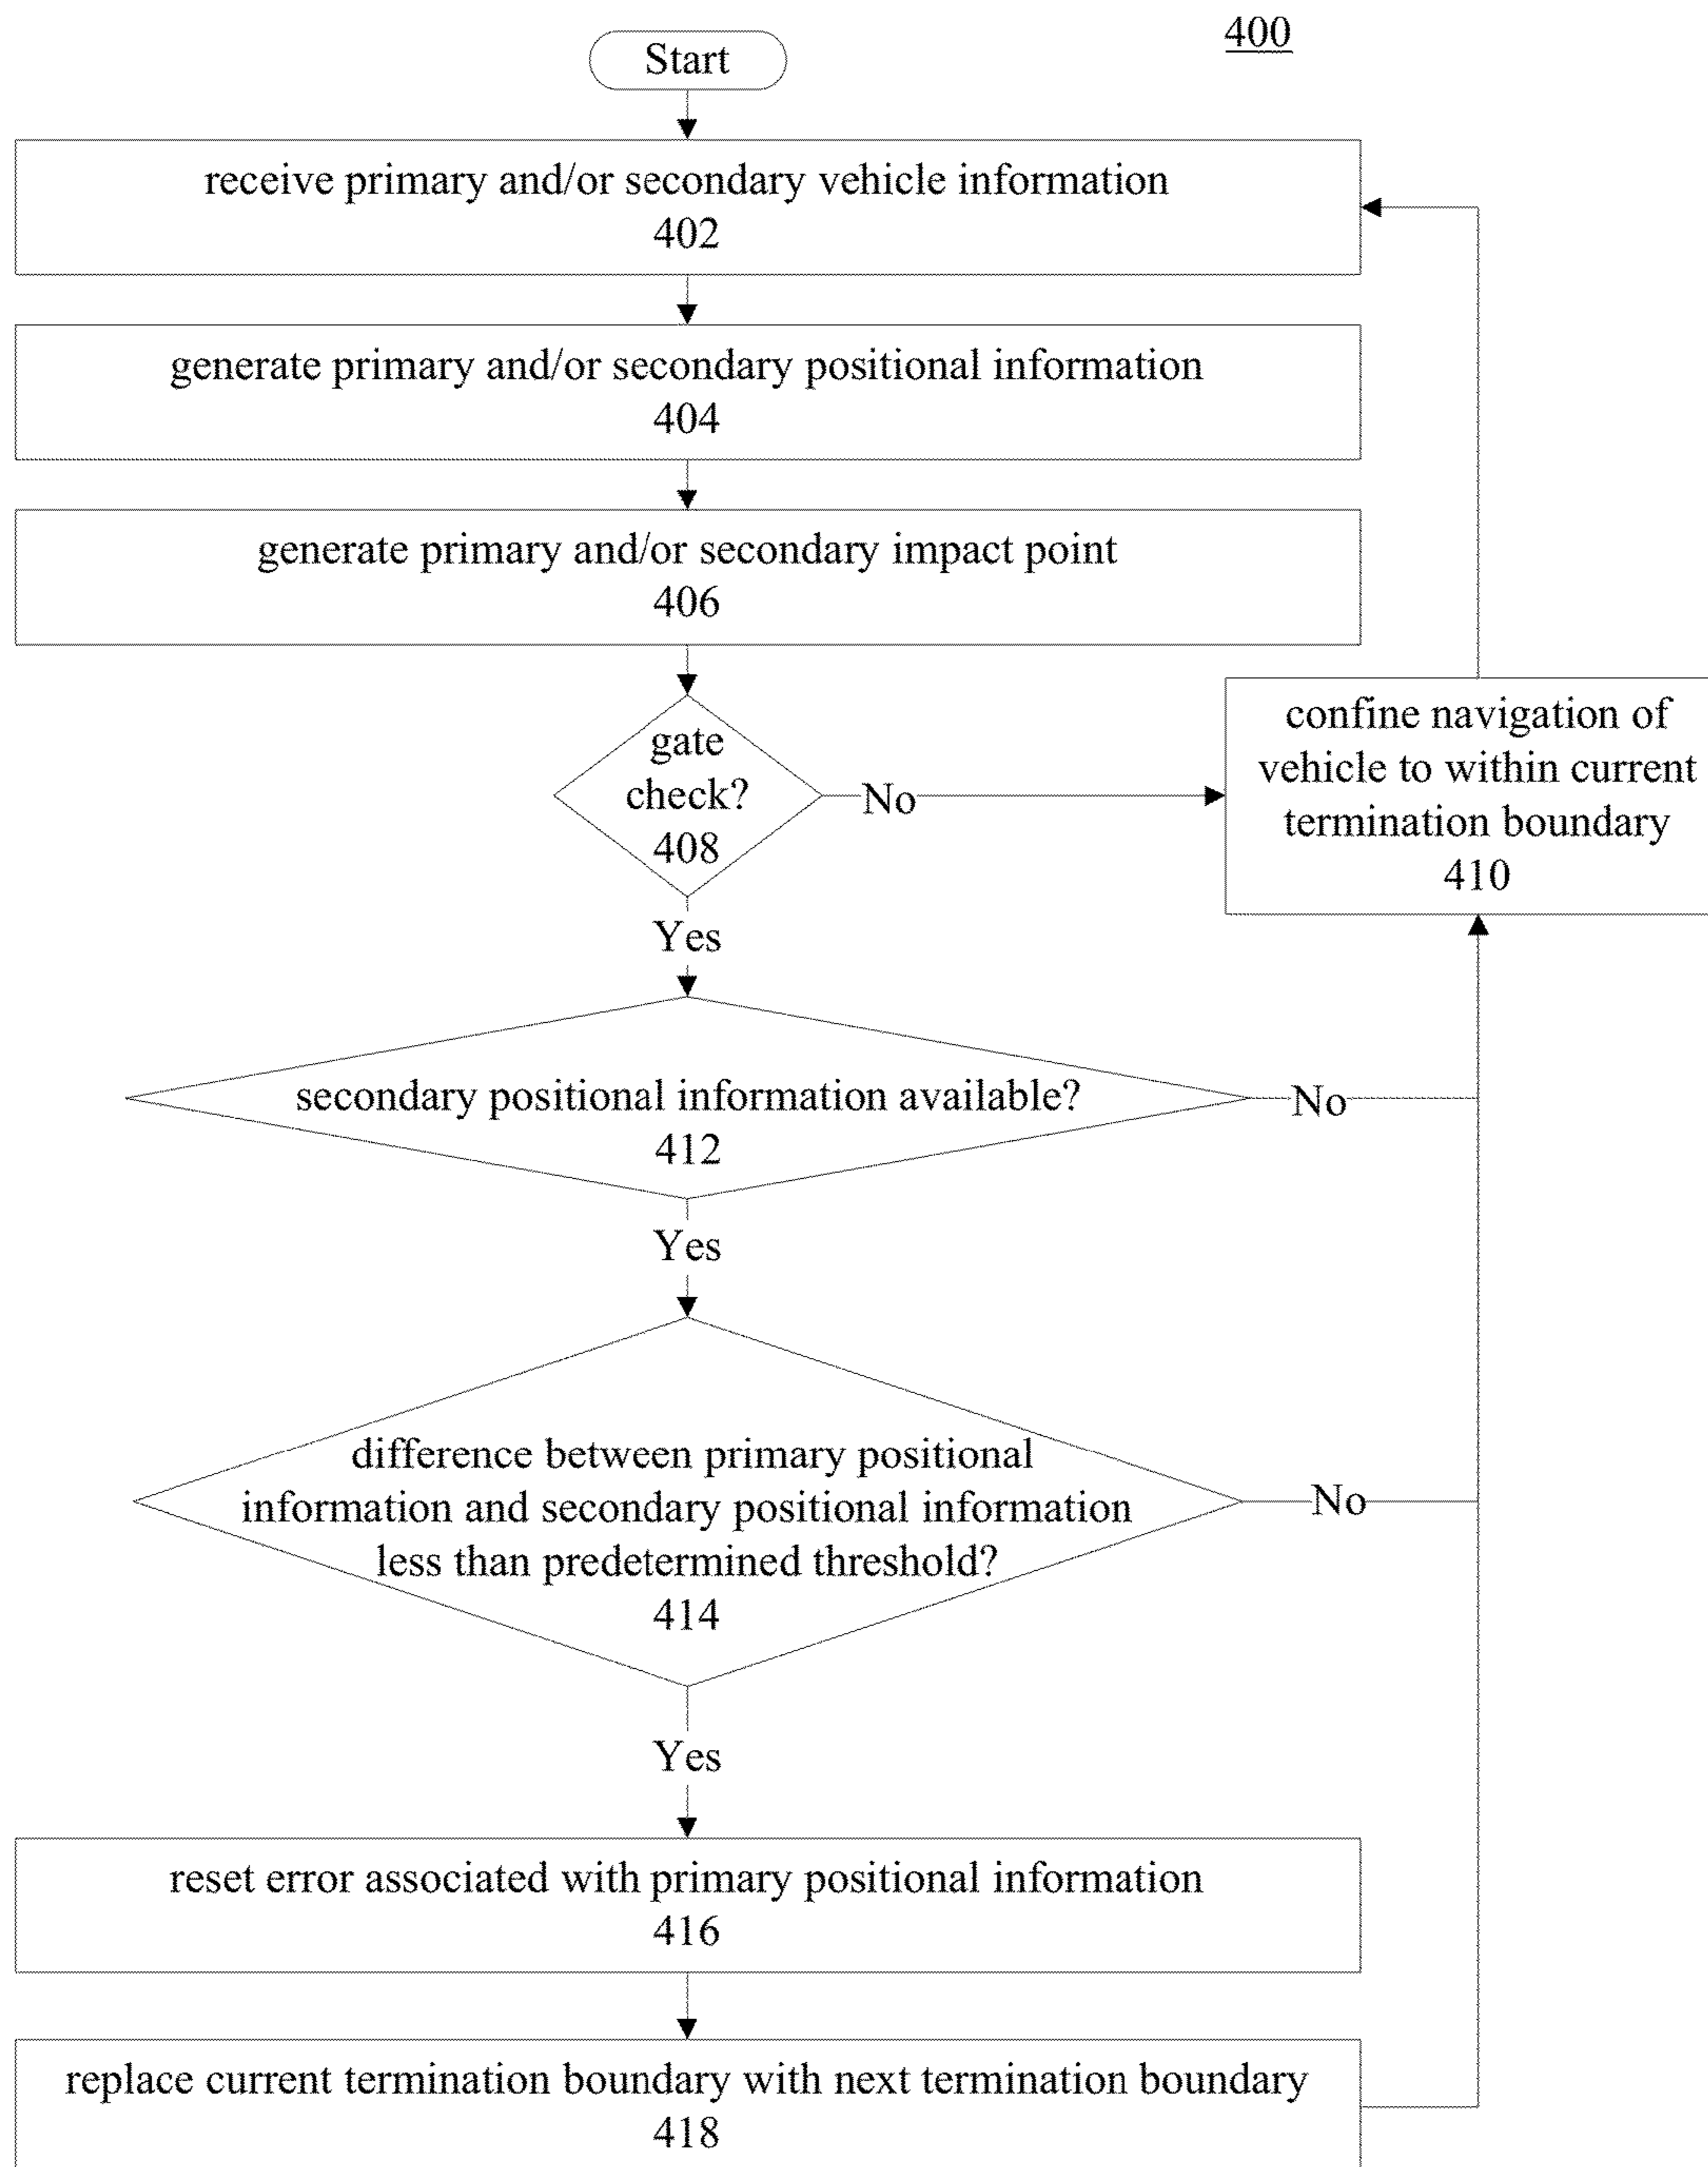 400
Start
receive primary and/or secondary vehicle information
402
generate primary and/or secondary positional information
404
generate primary and/or secondary impact point
406
gate
check?
408
No
confine navigation of
vehicle to within current
termination boundary
410
Yes
secondary positional information available?
412
No
Yes
difference between primary positional
information and secondary positional information
less than predetermined threshold?
414
No
Yes
reset error associated with primary positional information
416
replace current termination boundary with next termination boundary
418